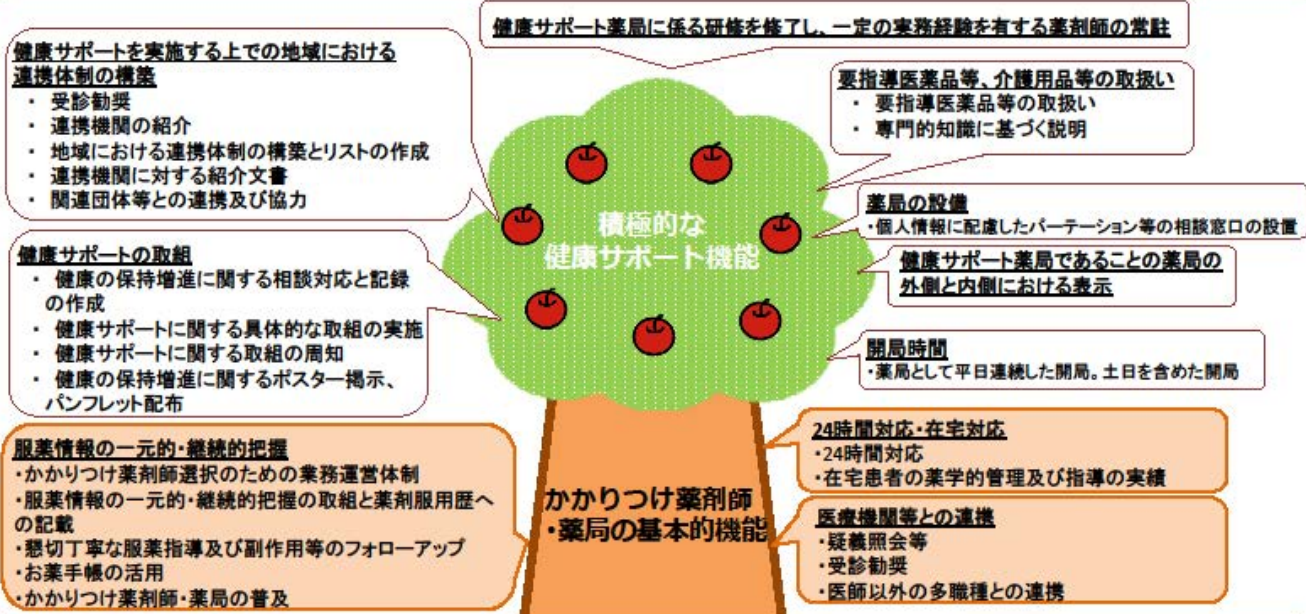 健康サポート薬局に係る研修を修了し、一定の実務経験を有する薬剤師の常駐
健康サポートを実施する上での地域における
連携体制の構築
・ 受診勧奨
・ 連携機関の紹介
・ 地域における連携体制の構築とリストの作成
・ 連携機関に対する紹介文書
・ 関連団体等との連携及び協力
要指導医薬品等、介護用品等の取扱い
・ 要指導医薬品等の取扱い
・ 専門的知識に基づく説明
薬局の設備
・個人情報に配慮したパーテーション等の相談窓口の設置
積極的な
健康サポート機能
健康サポートの取組
・ 健康の保持増進に関する相談対応と記録
の作成
・ 健康サポートに関する具体的な取組の実施
・ 健康サポートに関する取組の周知
・ 健康の保持増進に関するポスター掲示、
パンフレット配布
健康サポート薬局であることの薬局の
外側と内側における表示
開局時間
・薬局として平日連続した開局。土日を含めた開局
服薬情報の一元的・継続的把握
・かかりつけ薬剤師選択のための業務運営体制
・服薬情報の一元的・継続的把握の取組と薬剤服用歴へ
の記載
・懇切丁寧な服薬指導及び副作用等のフォローアップ
・お薬手帳の活用
・かかりつけ薬剤師・薬局の普及
かかりつけ薬剤師
・薬局の基本的機能
24時間対応・在宅対応
・24時間対応
・在宅患者の薬学的管理及び指導の実績
医療機関等との連携
・疑義照会等
・受診勧奨
・医師以外の多職種との連携